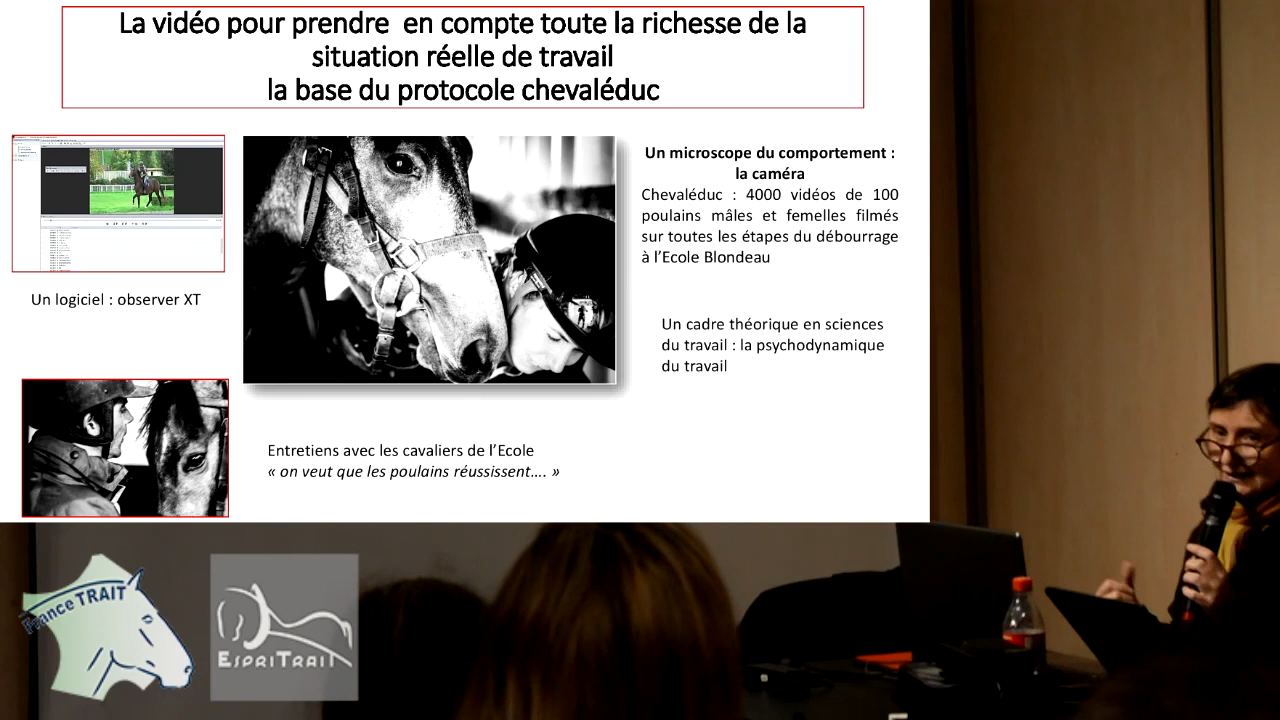 La vidéo pour prendre en compte toute la richesse de la
situation réelle de travail
la base du protocole chevaléduc
Un microscope du comportement :
la caméra
Chevaléduc : 4000 vidéos de 100
poulains mâles et femelles filmés
sur toutes les étapes du débourrage
à l'Ecole Blondeau
Un logiciel : observer XT
Un cadre théorique en sciences
du travail : la psychodynamique
du travail
Entretiens avec les cavaliers de l'Ecole
« on veut que les poulains réussissent.... »
France TRAIT
ESPRITRAIT